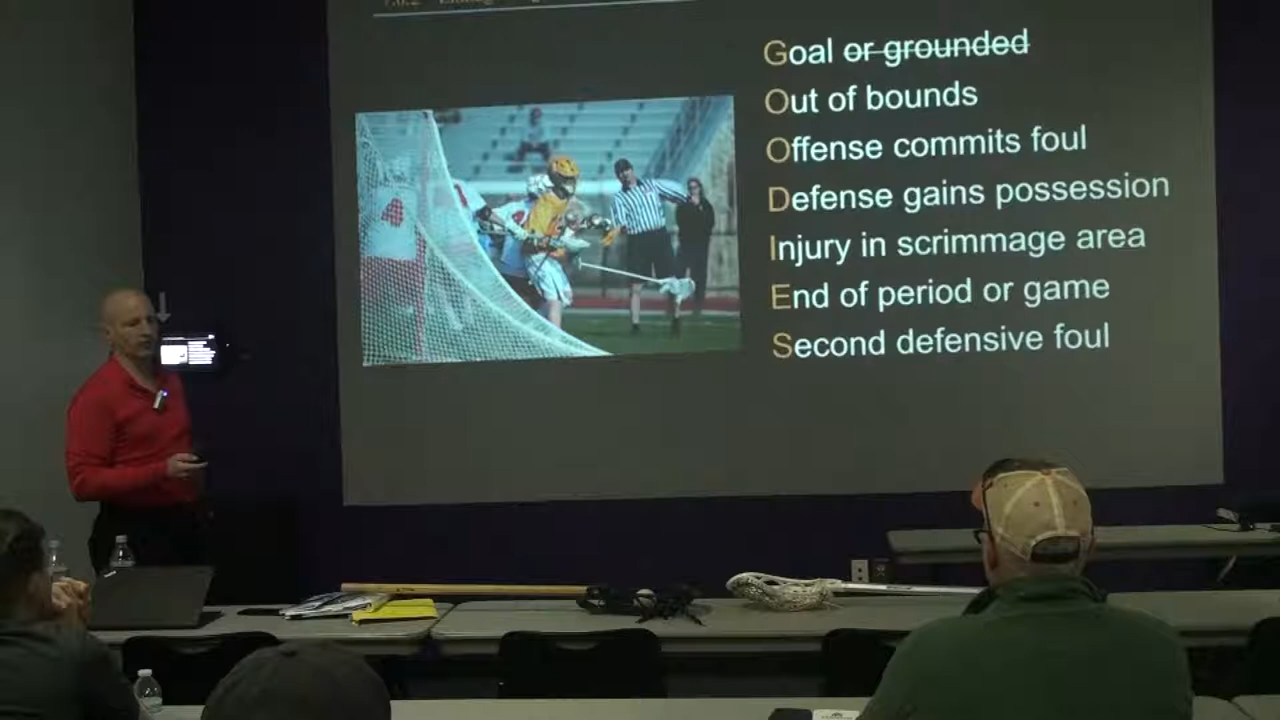 Goal or grounded
Out of bounds
Offense commits foul
Defense gains possession
Injury in scrimmage area
End of period or game
Second defensive foul
4